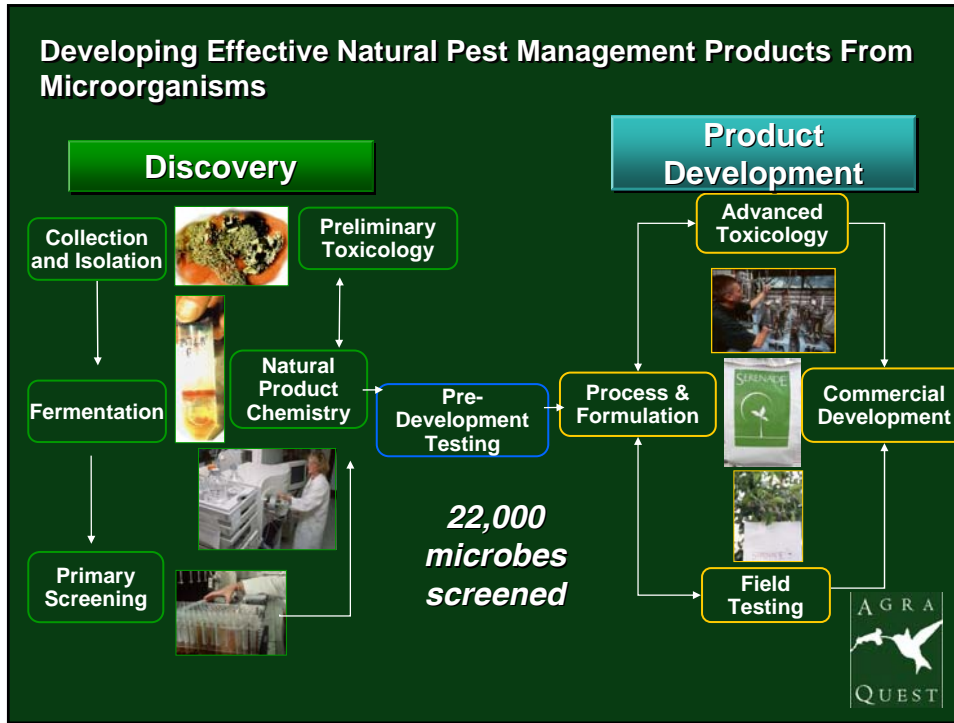 Developing Effective Natural Pest Management Products From
Microorganisms
Discovery
Product
Development
Collection
and Isolation
Preliminary
Toxicology
Advanced
Toxicology
Fermentation
Natural
Product
Chemistry
Pre-
Development
Testing
Process &
Formulation
SERENADE
Commercial
Development
22,000
microbes
screened
Primary
Screening
Field
Testing
AGRA
QUEST